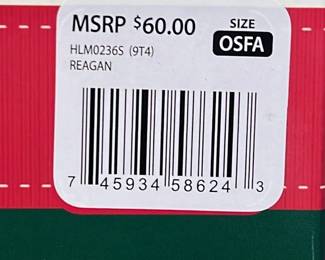 MSRP $60.00 SIZE
HLM0236S (9T4) OSFA
REAGAN
7 45934 58624 3